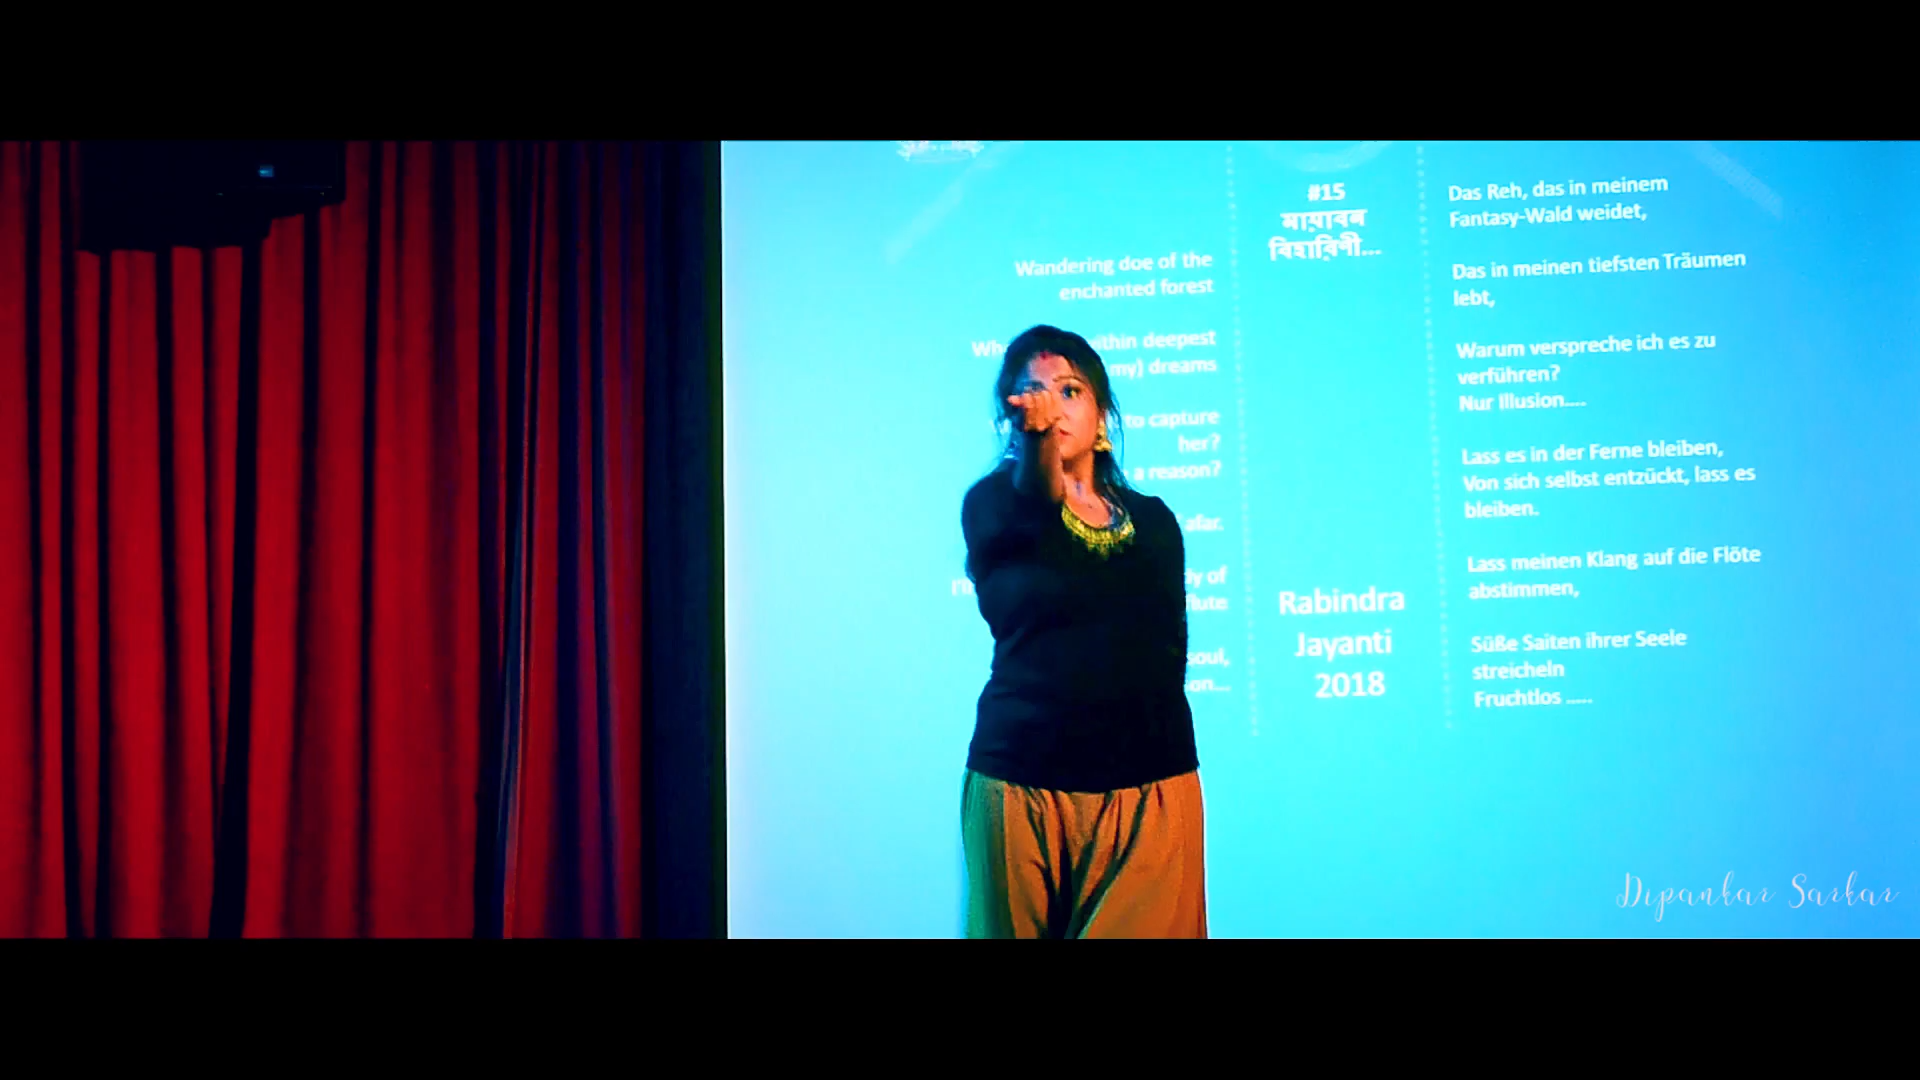 Wandering doe of the
enchanted forest
within deepest
my) dreams
to capture
her?
a reason?
afar.
of
flute
soul,
#15
मायावन
বিহারিণী...
Rabindra
Jayanti
2018
Das Reh, das in meinem
Fantasy-Wald weidet,
Das in meinen tiefsten Träumen
lebt,
Warum verspreche ich es zu
verführen?
Nur Illusion.....
Lass es in der Ferne bleiben,
Von sich selbst entzückt, lass es
bleiben.
Lass meinen Klang auf die Flöte
abstimmen,
Süße Saiten ihrer Seele
streicheln
Fruchtlos .....
Dipankar Sarkar